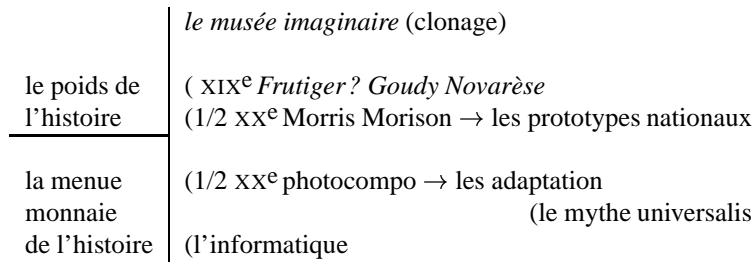 le musée imaginaire (clonage)
le poids de ( XIXe Frutiger ? Goudy Novarèse
l'histoire (1/2 XXe Morris Morison → les prototypes nationaux
la menue (1/2 XXe photocompo → les adaptation
monnaie (le mythe universalis
de l'histoire (l'informatique